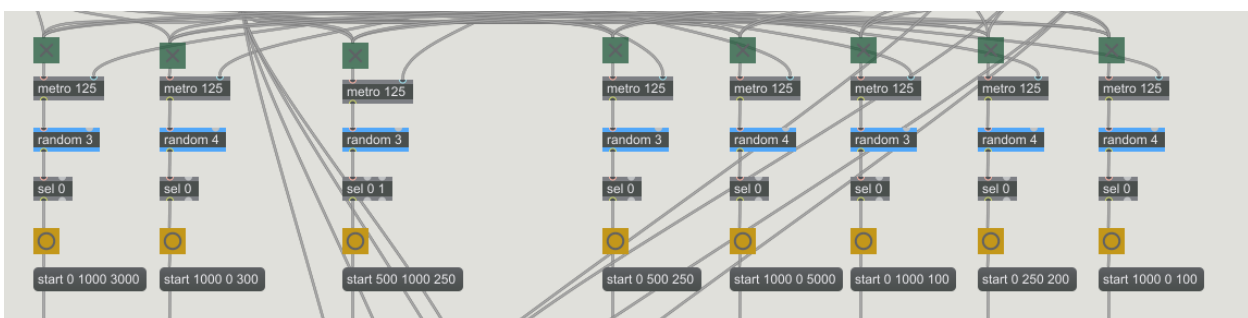 metro 125 metro 125 metro 125 metro 125 metro 125 metro 125 metro 125 metro 125
random 3 random 4 random 3 random 3 random 4 random 3 random 4 random 4
sel 0 sel 0 sel 0 1 sel 0 sel 0 sel 0 sel 0 sel 0
start 0 1000 3000 start 1000 0 300 start 500 1000 250 start 0 500 250 start 1000 0 5000 start 0 1000 100 start 0 250 200 start 1000 0 100